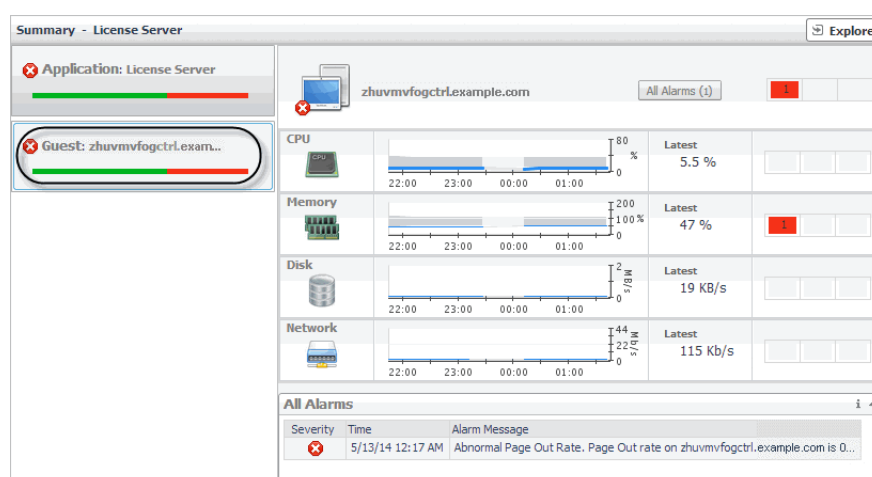 Summary - License Server
Explore
Application: License Server
Guest: zhuvmvfogctrl.exam...
zhuvmvfogctrl.example.com
All Alarms (1)
1
CPU
CPU
80
%
0
22:00 23:00 00:00 01:00
Latest
5.5 %
Memory
200
100%
0
22:00 23:00 00:00 01:00
Latest
47 %
1
Disk
2
MB/s
0
22:00 23:00 00:00 01:00
Latest
19 KB/s
Network
44
22
Mb/s
0
22:00 23:00 00:00 01:00
Latest
115 Kb/s
All Alarms
i
Severity Time Alarm Message
5/13/14 12:17 AM Abnormal Page Out Rate. Page Out rate on zhuvmvfogctrl.example.com is 0...